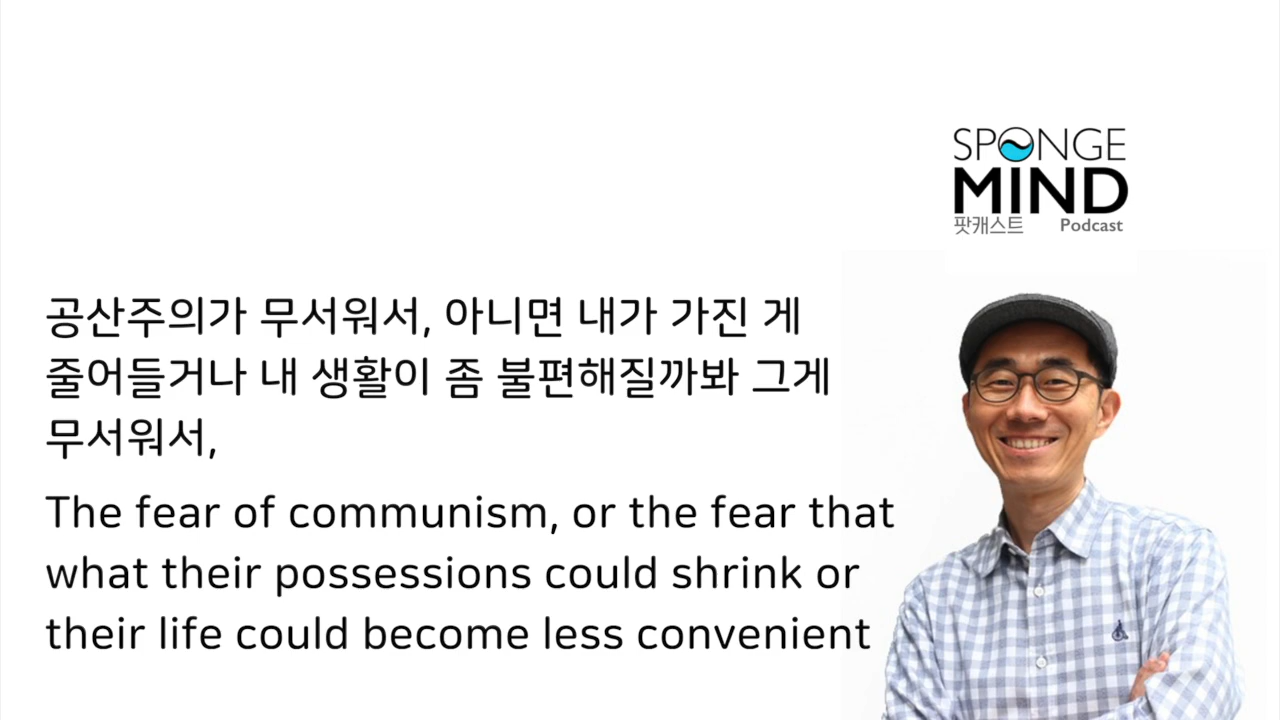 SPONGE
MIND
팟캐스트 Podcast
공산주의가 무서워서, 아니면 내가 가진 게
줄어들거나 내 생활이 좀 불편해질까봐 그게
무서워서,
The fear of communism, or the fear that
what their possessions could shrink or
their life could become less convenient